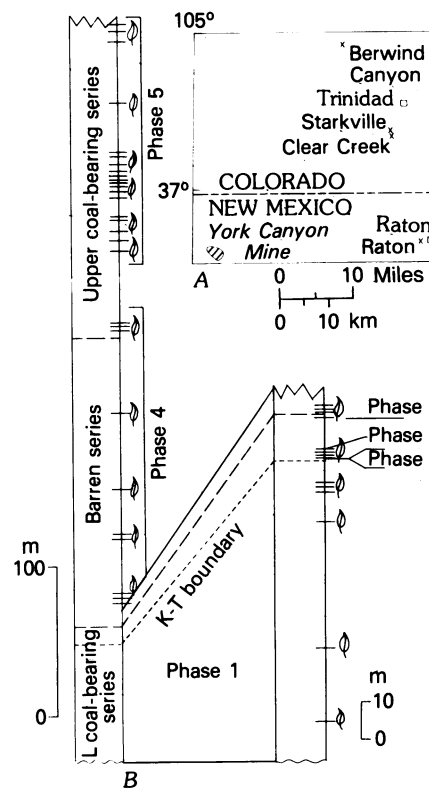 105°
Berwind
Canyon
Trinidad
Starkville
Clear Creek
37°
COLORADO
NEW MEXICO
York Canyon
Mine
Raton
Raton
A
0 10 Miles
0 10 km
Upper coal-bearing series
Phase 5
Barren series
Phase 4
L coal-bearing
series
m
100
0
K-T boundary
Phase 1
Phase
Phase
Phase
m
10
0
B